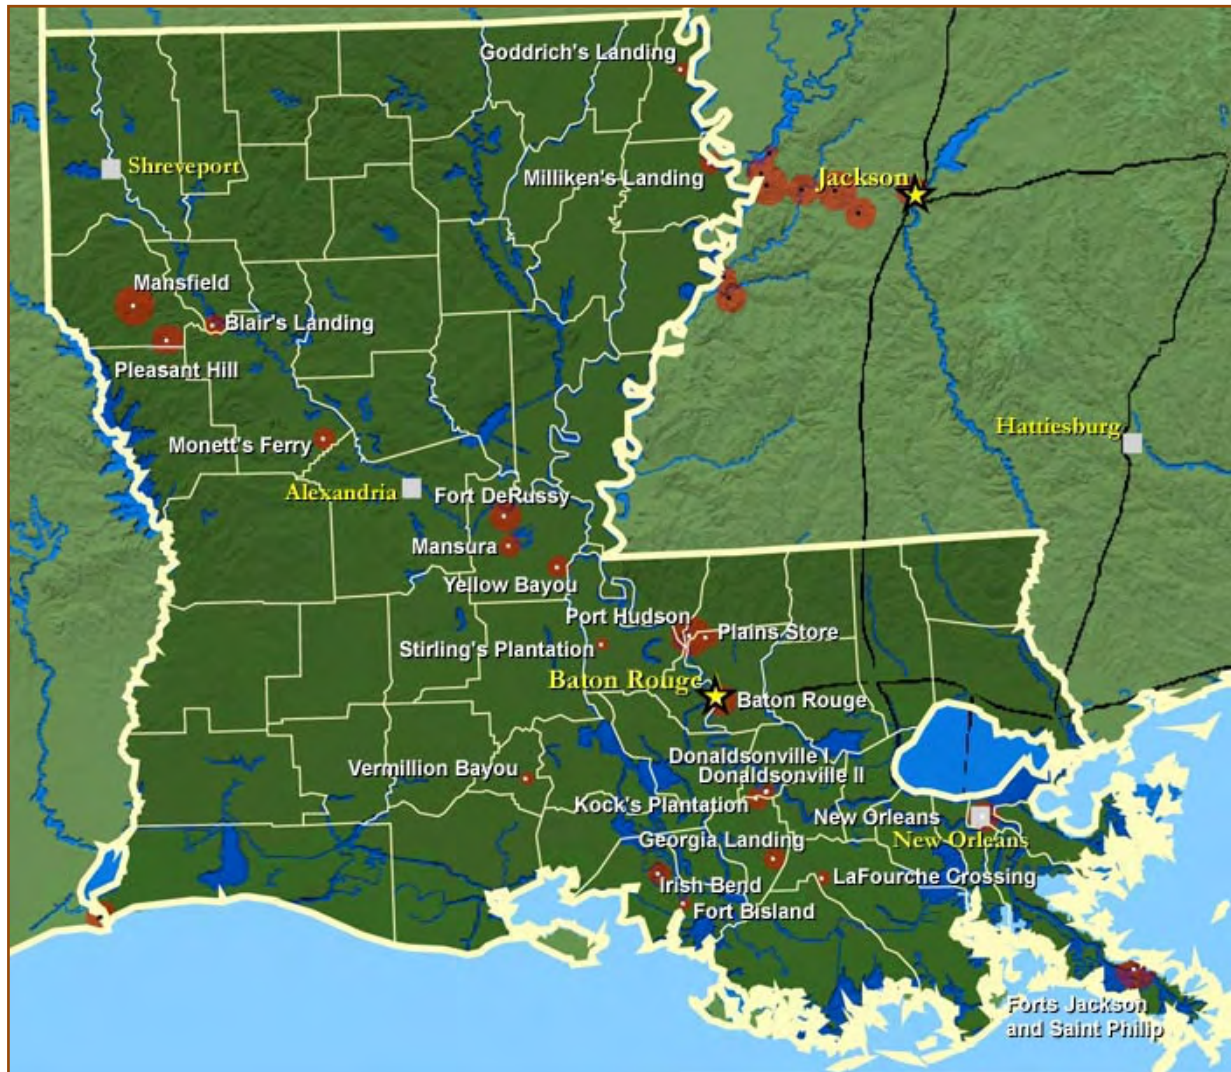 Goddrich's Landing
Shreveport
Milliken's Landing
Jackson
Mansfield
Blair's Landing
Pleasant Hill
Hattiesburg
Monett's Ferry
Alexandria
Fort DeRussy
Mansura
Yellow Bayou
Port Hudson
Plains Store
Stirling's Plantation
Baton Rouge
Baton Rouge
Donaldsonville I
Vermillion Bayou
Donaldsonville II
Kock's Plantation
New Orleans
Georgia Landing
New Orleans
LaFourche Crossing
Irish Bend
Fort Bisland
Forts Jackson
and Saint Philip